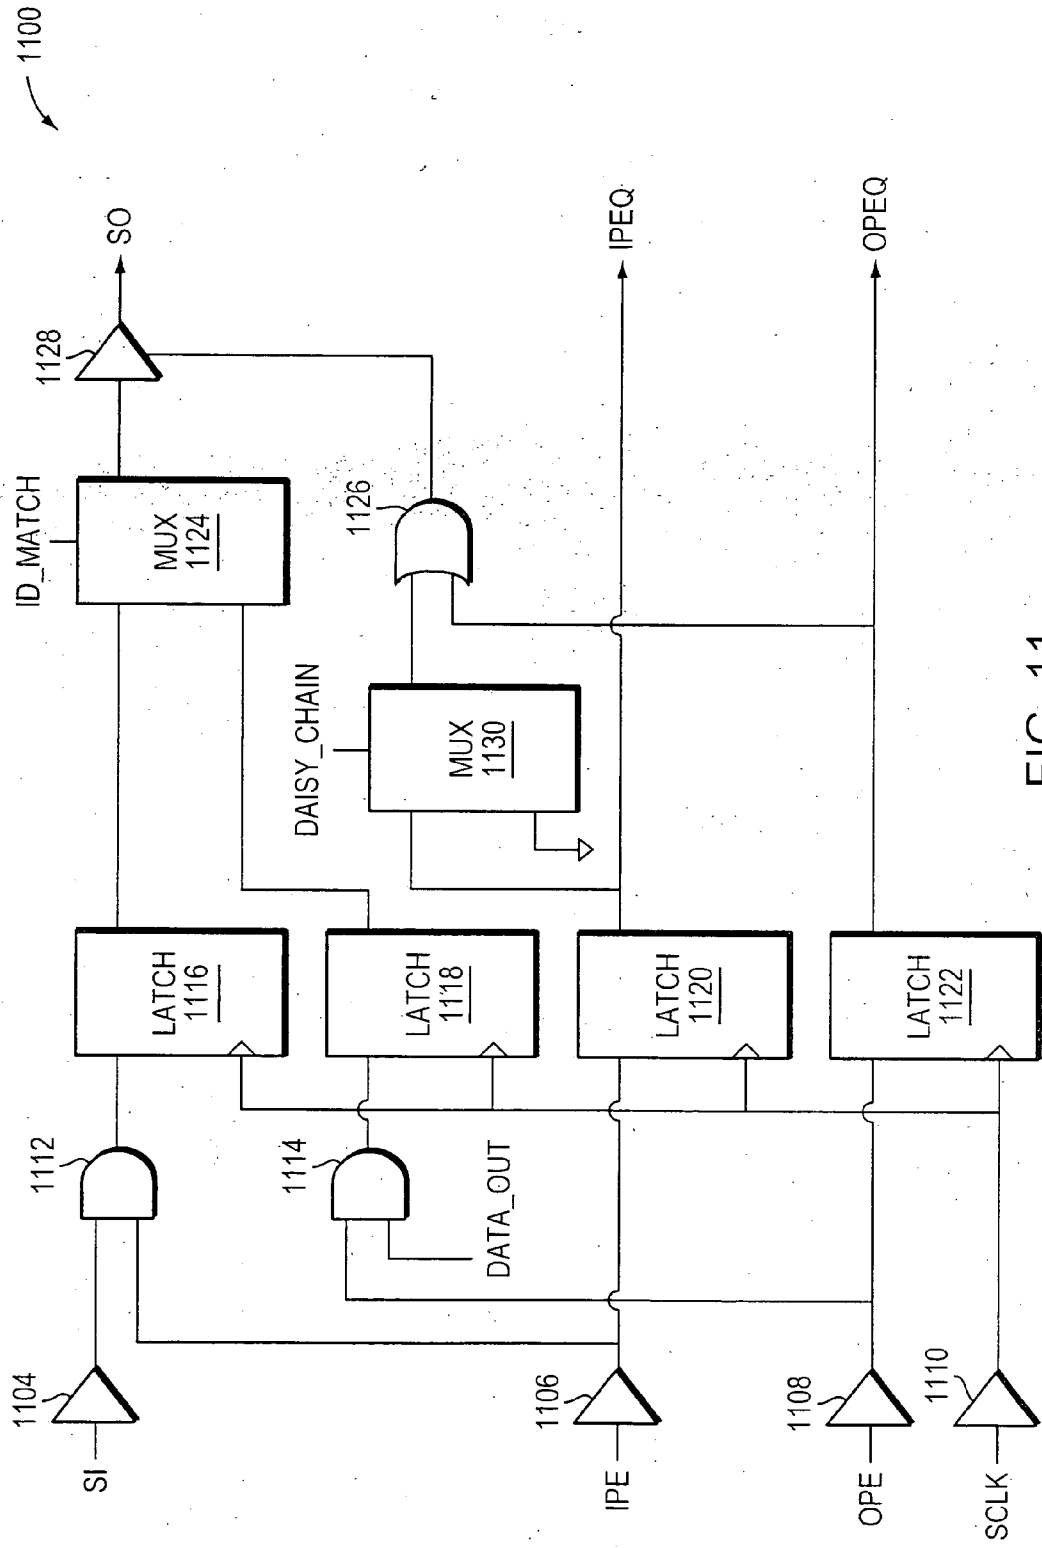 1100
ID_MATCH
1104
1112
1128
SI
SO
LATCH
1116
MUX
1124
1114
DAISY_CHAIN
1126
LATCH
1118
MUX
1130
DATA_OUT
1106
IPE
LATCH
1120
IPEQ
1108
OPE
LATCH
1122
OPEQ
1110
SCLK
FIG. 11